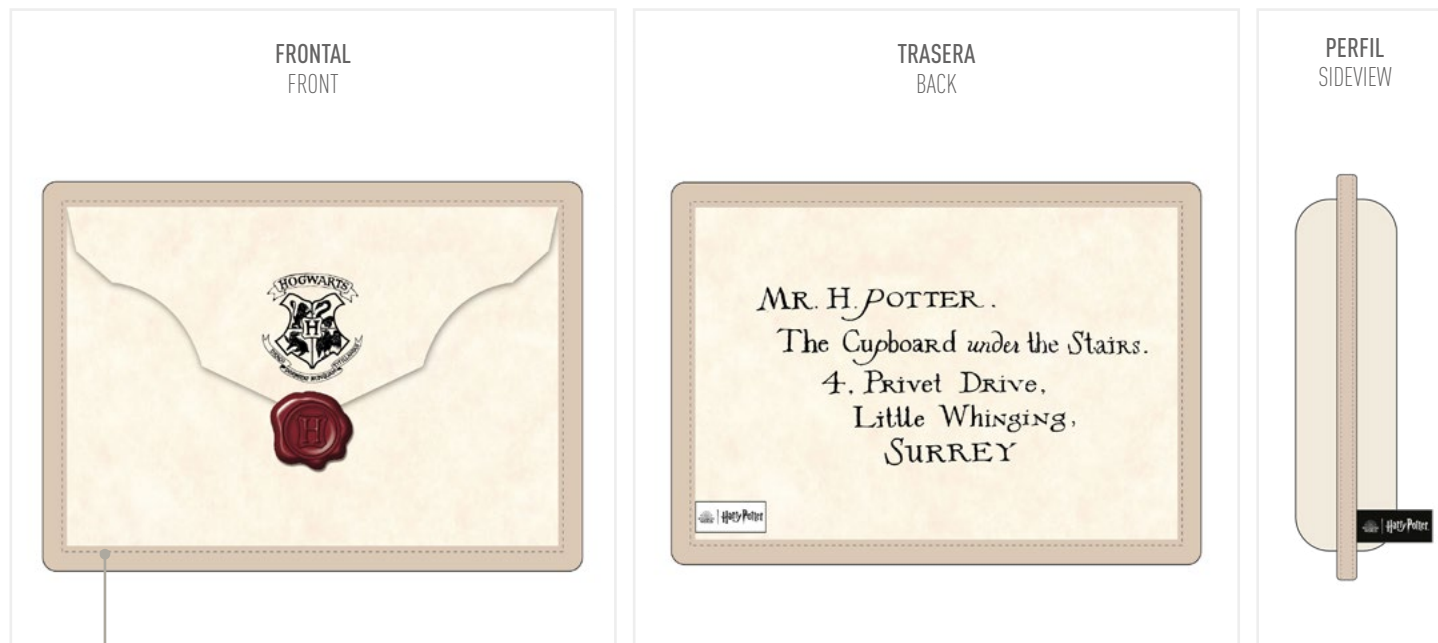 FRONTAL
FRONT
HOGWARTS
H
H
TRASERA
BACK
MR. H. POTTER.
The Cupboard under the Stairs.
4, Privet Drive,
Little Whinging,
SURREY
Harry Potter
PERFIL
SIDEVIEW
Harry Potter